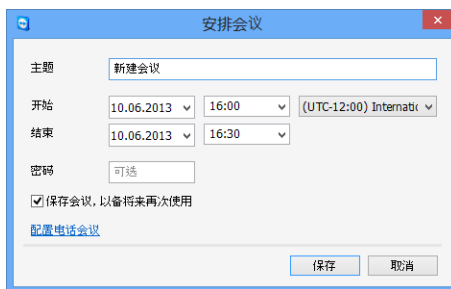 安排会议
主题 新建会议
开始 10.06.2013 16:00 (UTC-12:00) Internatic
结束 10.06.2013 16:30
密码 可选
保存会议，以备将来再次使用
配置电话会议
保存 取消